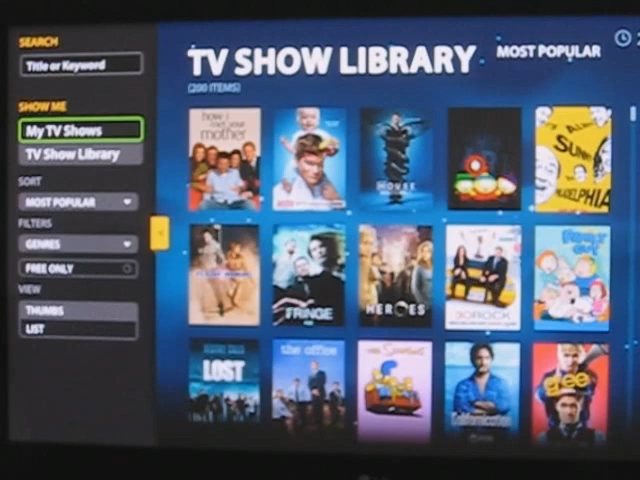 SEARCH
Title or Keyword
SHOW ME
My TV Shows
TV Show Library
SORT
MOST POPULAR
FILTERS
GENRES
FREE ONLY
VIEW
THUMBS
LIST
TV SHOW LIBRARY
MOST POPULAR
(200 ITEMS)
how i
met your
mother
HOUSE
SUNNY
PHILADELPHIA
FRINGE
HEROES
30 ROCK
Family Guy
LOST
the office
THE Simpsons
glee